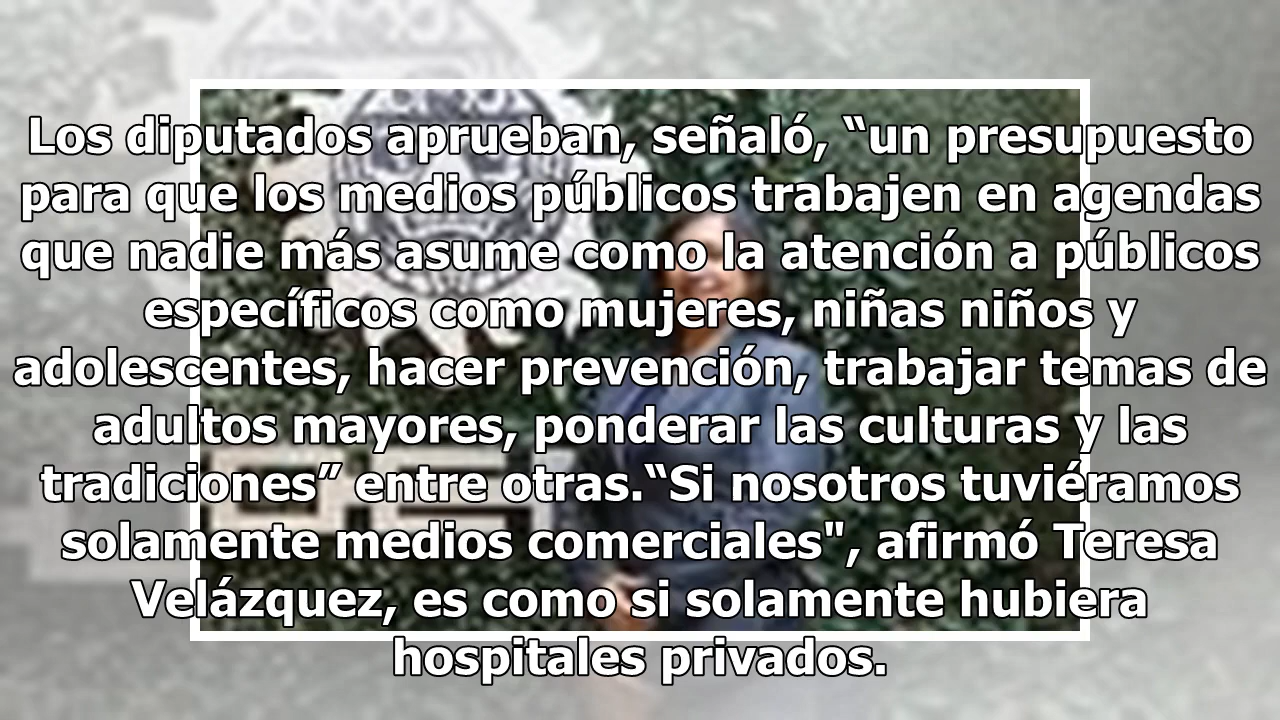 Los diputados aprueban, señaló, “un presupuesto
para que los medios públicos trabajen en agendas
que nadie más asume como la atención a públicos
específicos como mujeres, niñas niños y
adolescentes, hacer prevención, trabajar temas de
adultos mayores, ponderar las culturas y las
tradiciones” entre otras.“Si nosotros tuviéramos
solamente medios comerciales", afirmó Teresa
Velázquez, es como si solamente hubiera
hospitales privados.